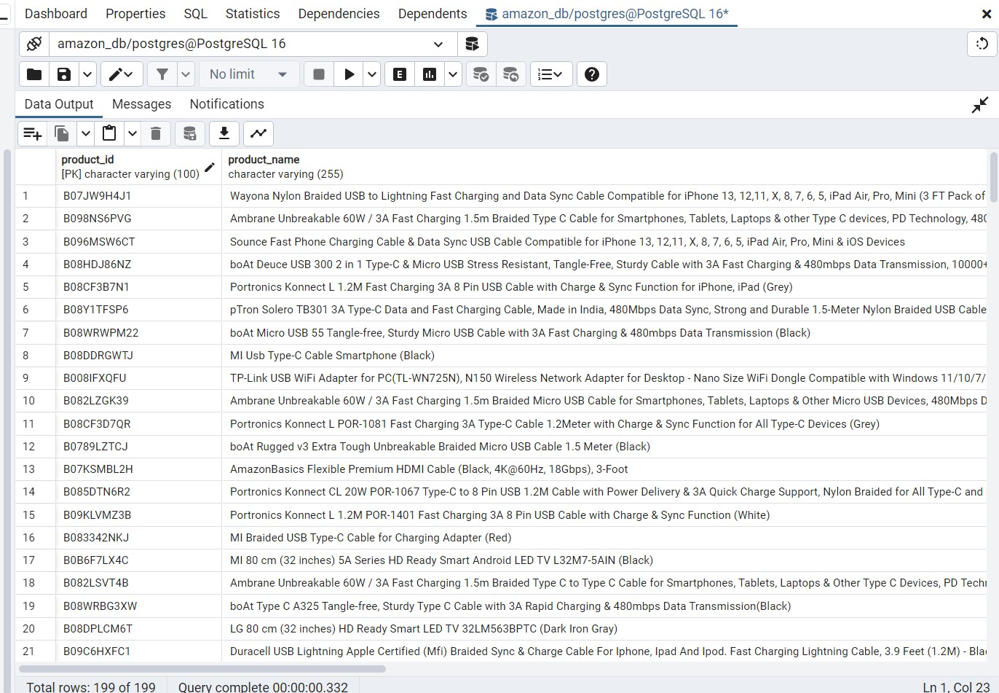 Dashboard Properties SQL Statistics Dependencies Dependents amazon_db/postgres@PostgreSQL 16*
amazon_db/postgres@PostgreSQL 16
No limit E
Data Output Messages Notifications
product_id product_name
[PK] character varying (100) character varying (255)
1 B07JW9H4J1 Wayona Nylon Braided USB to Lightning Fast Charging and Data Sync Cable Compatible for iPhone 13, 12,11, X, 8, 7, 6, 5, iPad Air, Pro, Mini (3 FT Pack of
2 B098NS6PVG Ambrane Unbreakable 60W / 3A Fast Charging 1.5m Braided Type C Cable for Smartphones, Tablets, Laptops & other Type C devices, PD Technology, 480
3 B096MSW6CT Sounce Fast Phone Charging Cable & Data Sync USB Cable Compatible for iPhone 13, 12,11, X, 8, 7, 6, 5, iPad Air, Pro, Mini & iOS Devices
4 B08HDJ86NZ boAt Deuce USB 300 2 in 1 Type-C & Micro USB Stress Resistant, Tangle-Free, Sturdy Cable with 3A Fast Charging & 480mbps Data Transmission, 10000+
5 B08CF3B7N1 Portronics Konnect L 1.2M Fast Charging 3A 8 Pin USB Cable with Charge & Sync Function for iPhone, iPad (Grey)
6 B08Y1TFSP6 pTron Solero TB301 3A Type-C Data and Fast Charging Cable, Made in India, 480Mbps Data Sync, Strong and Durable 1.5-Meter Nylon Braided USB Cable
7 B08WRWPM22 boAt Micro USB 55 Tangle-free, Sturdy Micro USB Cable with 3A Fast Charging & 480mbps Data Transmission (Black)
8 B08DDRGWTJ MI Usb Type-C Cable Smartphone (Black)
9 B008IFXQFU TP-Link USB WiFi Adapter for PC(TL-WN725N), N150 Wireless Network Adapter for Desktop - Nano Size WiFi Dongle Compatible with Windows 11/10/7/
10 B082LZGK39 Ambrane Unbreakable 60W / 3A Fast Charging 1.5m Braided Micro USB Cable for Smartphones, Tablets, Laptops & Other Micro USB Devices, 480Mbps D
11 B08CF3D7QR Portronics Konnect L POR-1081 Fast Charging 3A Type-C Cable 1.2Meter with Charge & Sync Function for All Type-C Devices (Grey)
12 B0789LZTCJ boAt Rugged v3 Extra Tough Unbreakable Braided Micro USB Cable 1.5 Meter (Black)
13 B07KSMBL2H AmazonBasics Flexible Premium HDMI Cable (Black, 4K@60Hz, 18Gbps), 3-Foot
14 B085DTN6R2 Portronics Konnect CL 20W POR-1067 Type-C to 8 Pin USB 1.2M Cable with Power Delivery & 3A Quick Charge Support, Nylon Braided for All Type-C and
15 B09KLVMZ3B Portronics Konnect L 1.2M POR-1401 Fast Charging 3A 8 Pin USB Cable with Charge & Sync Function (White)
16 B083342NKJ MI Braided USB Type-C Cable for Charging Adapter (Red)
17 B0B6F7LX4C MI 80 cm (32 inches) 5A Series HD Ready Smart Android LED TV L32M7-5AIN (Black)
18 B082LSVT4B Ambrane Unbreakable 60W / 3A Fast Charging 1.5m Braided Type C to Type C Cable for Smartphones, Tablets, Laptops & Other Type C Devices, PD Techn
19 B08WRBG3XW boAt Type C A325 Tangle-free, Sturdy Type C Cable with 3A Rapid Charging & 480mbps Data Transmission(Black)
20 B08DPLCM6T LG 80 cm (32 inches) HD Ready Smart LED TV 32LM563BPTC (Dark Iron Gray)
21 B09C6HXFC1 Duracell USB Lightning Apple Certified (Mfi) Braided Sync & Charge Cable For Iphone, Ipad And Ipod. Fast Charging Lightning Cable, 3.9 Feet (1.2M) - Bla
Total rows: 199 of 199 Query complete 00:00:00.332 Ln 1, Col 23